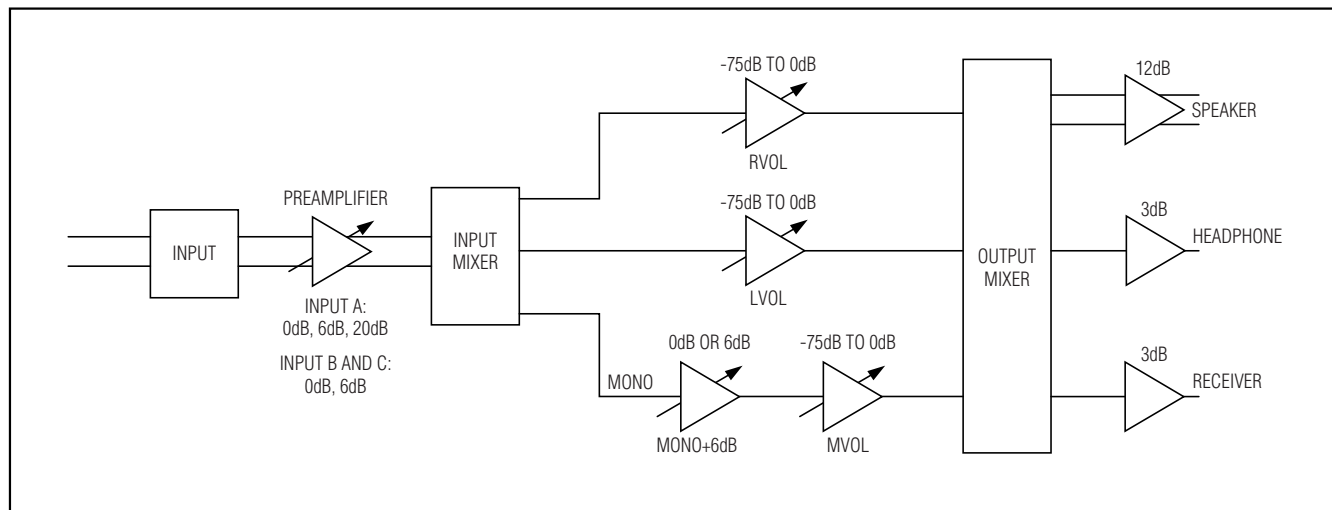 -75dB TO 0dB
RVOL
12dB
SPEAKER
PREAMPLIFIER
INPUT
INPUT A:
0dB, 6dB, 20dB
INPUT B AND C:
0dB, 6dB
INPUT
MIXER
-75dB TO 0dB
LVOL
MONO
0dB OR 6dB
MONO+6dB
-75dB TO 0dB
MVOL
OUTPUT
MIXER
3dB
HEADPHONE
3dB
RECEIVER